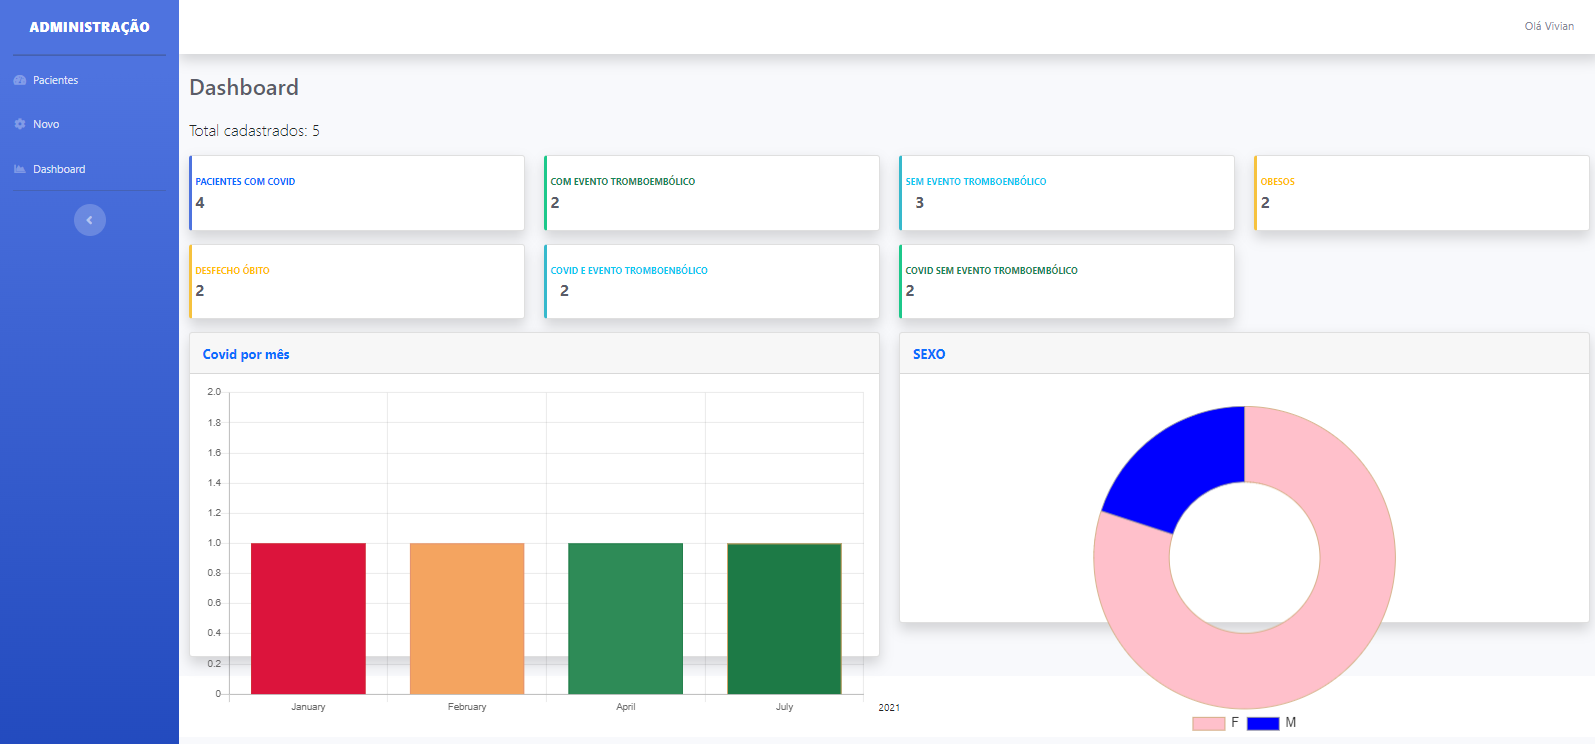 ADMINISTRAÇÃO
Olá Vivian
Pacientes
Novo
Dashboard
Dashboard
Total cadastrados: 5
PACIENTES COM COVID
4
COM EVENTO TROMBOEMBÓLICO
2
SEM EVENTO TROMBOENBÓLICO
3
OBESOS
2
DESFECHO ÓBITO
2
COVID E EVENTO TROMBOENBÓLICO
2
COVID SEM EVENTO TROMBOEMBÓLICO
2
Covid por mês
2.0
1.8
1.6
1.4
1.2
1.0
0.8
0.6
0.4
0.2
0
January February April July 2021
SEXO
F M